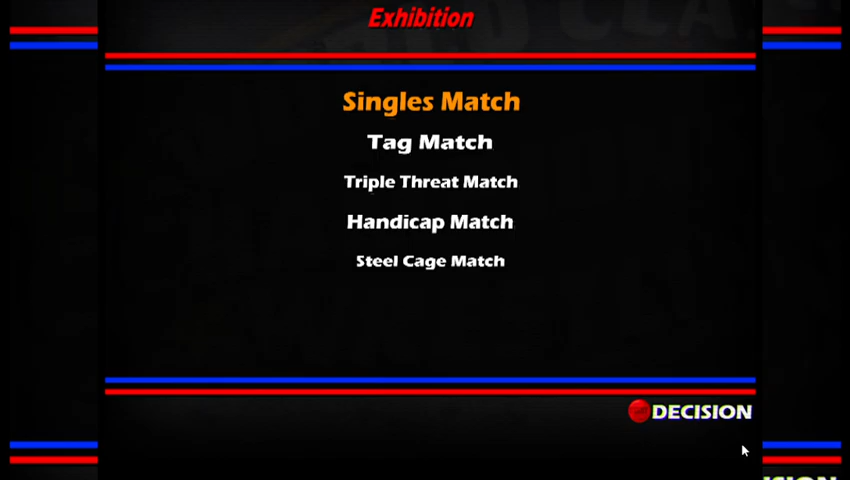 Exhibition
Singles Match
Tag Match
Triple Threat Match
Handicap Match
Steel Cage Match
DECISION